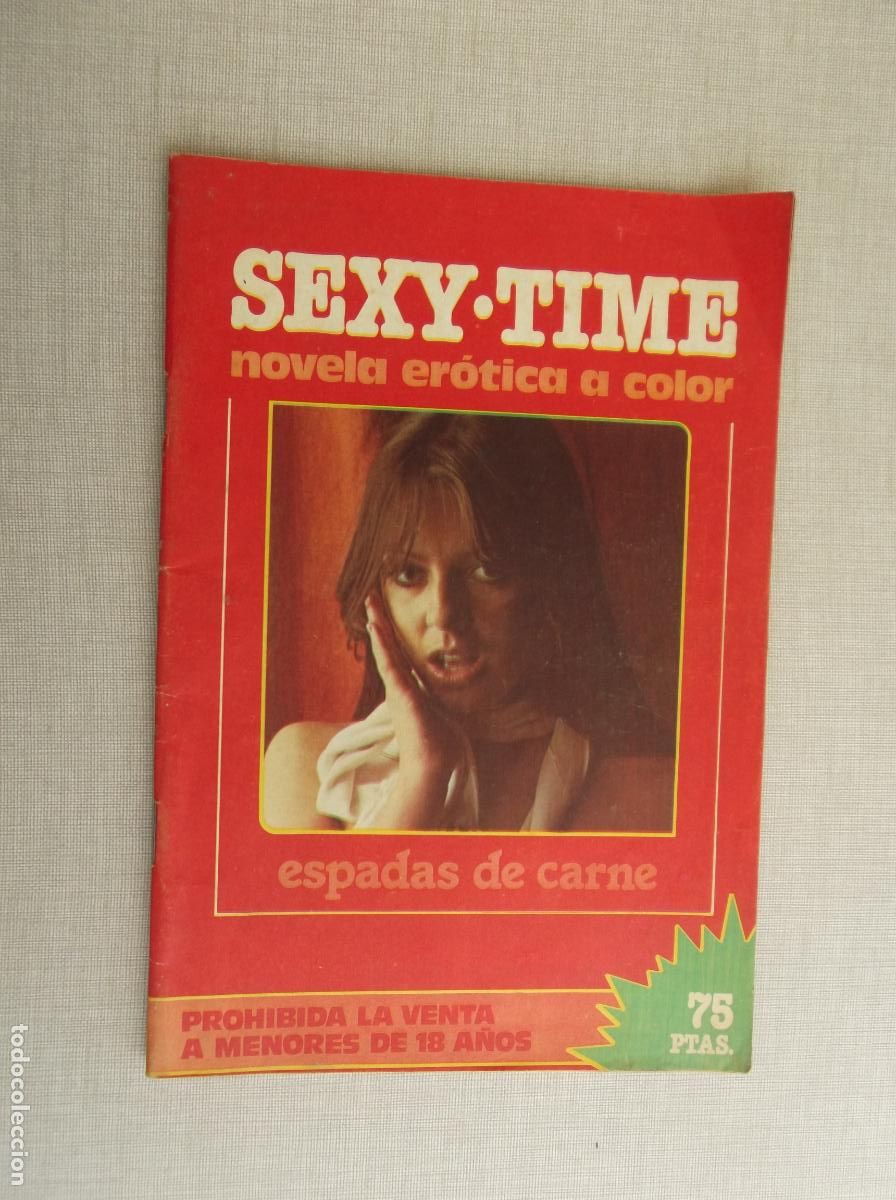 SEXY·TIME
novela erótica a color
espadas de carne
PROHIBIDA LA VENTA
A MENORES DE 18 AÑOS
75
PTAS.
todocoleccion